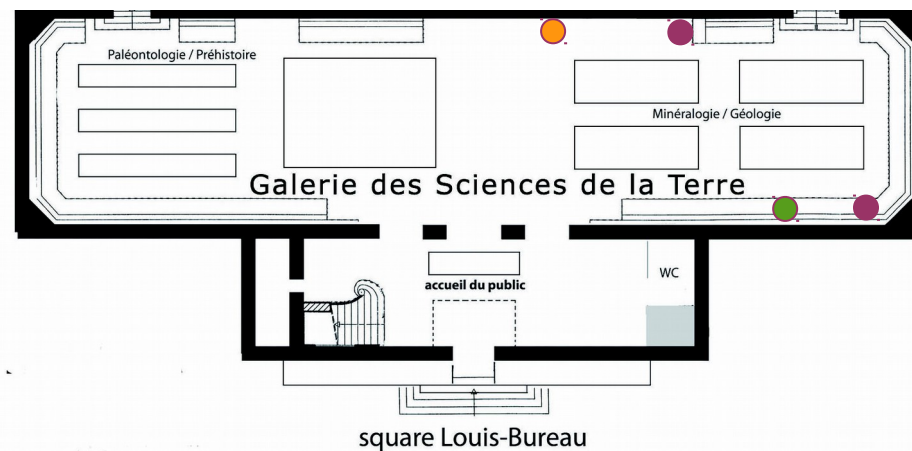 Paléontologie / Préhistoire
Minéralogie / Géologie
Galerie des Sciences de la Terre
WC
accueil du public
square Louis-Bureau